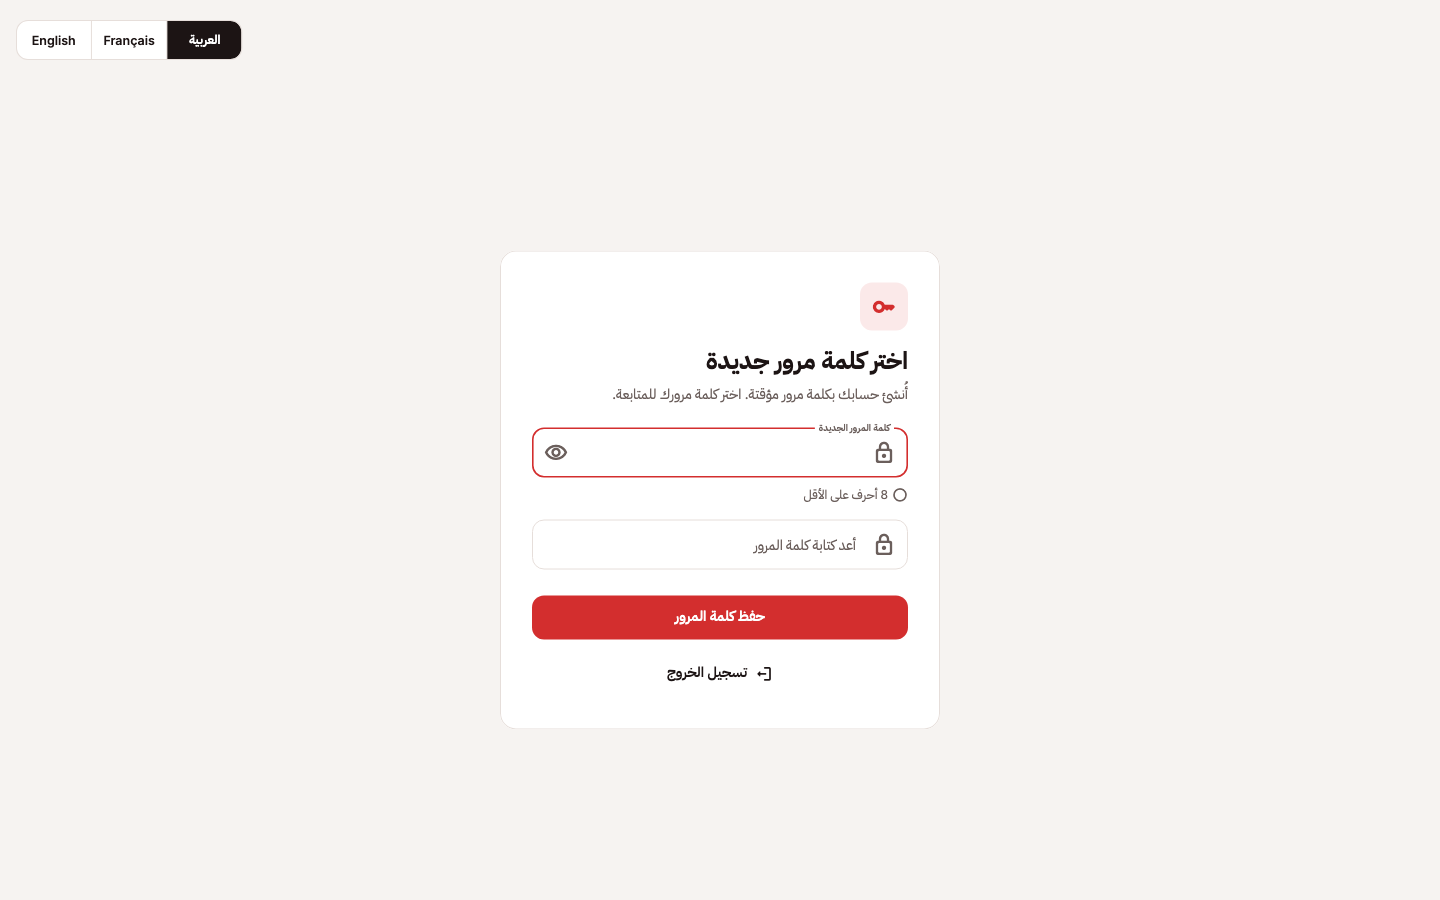 English
Français
العربية
اختر كلمة مرور جديدة
أُنشئ حسابك بكلمة مرور مؤقتة. اختر كلمة مرورك للمتابعة.
كلمة المرور الجديدة
8 أحرف على الأقل
أعد كتابة كلمة المرور
حفظ كلمة المرور
تسجيل الخروج